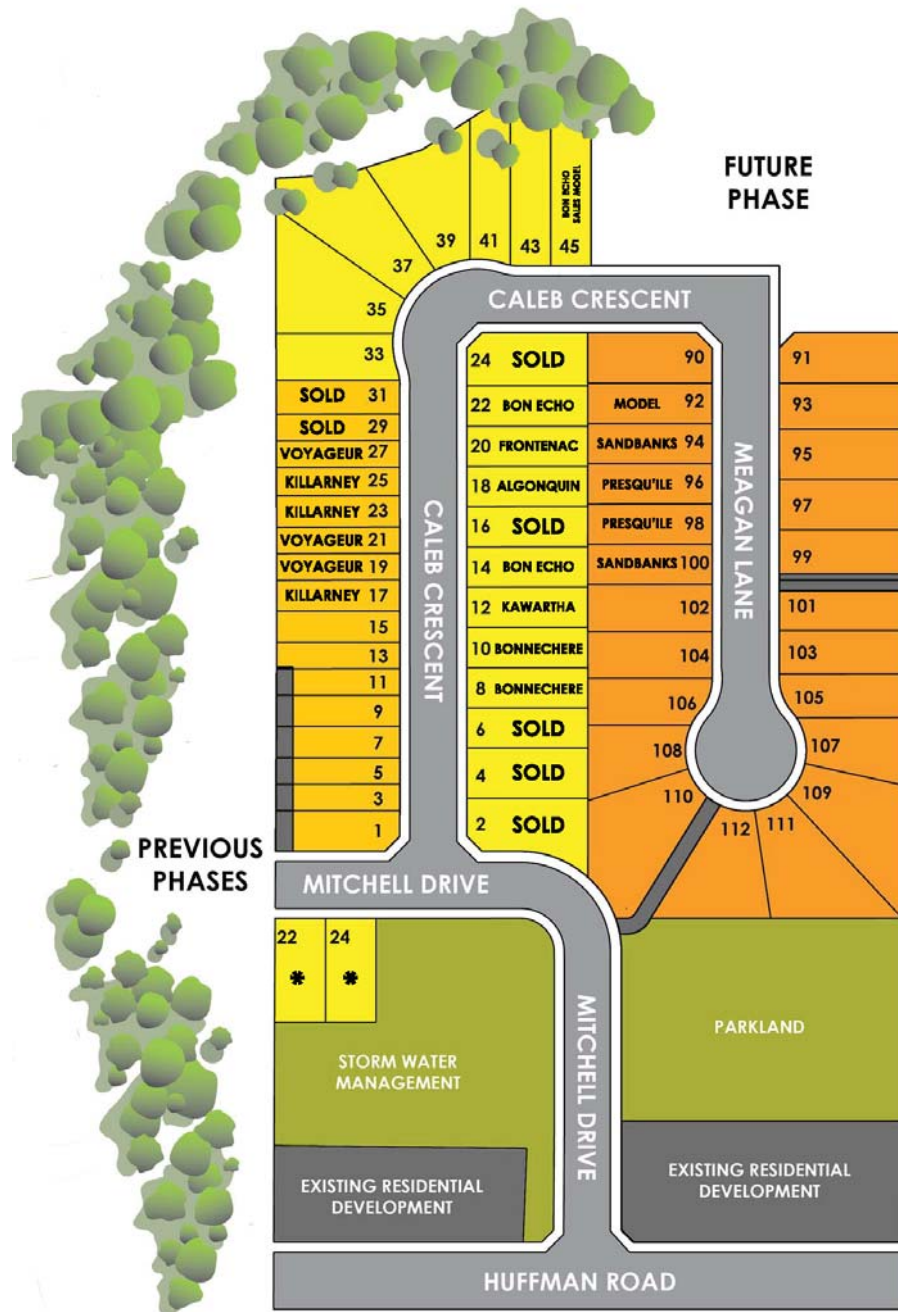 FUTURE
PHASE
BON ECHO
SALES MODEL
45
43
41
39
37
35
33
CALEB CRESCENT
SOLD 31
SOLD 29
VOYAGEUR 27
KILLARNEY 25
KILLARNEY 23
VOYAGEUR 21
VOYAGEUR 19
KILLARNEY 17
15
13
11
9
7
5
3
1
CALEB CRESCENT
24 SOLD
22 BON ECHO
20 FRONTENAC
18 ALGONQUIN
16 SOLD
14 BON ECHO
12 KAWARTHA
10 BONNECHERE
8 BONNECHERE
6 SOLD
4 SOLD
2 SOLD
90
MODEL 92
SANDBANKS 94
PRESQU'ILE 96
PRESQU'ILE 98
SANDBANKS 100
102
104
106
108
110
112
111
109
107
105
103
101
99
97
95
93
91
MEAGAN LANE
PREVIOUS
PHASES
MITCHELL DRIVE
22
*
24
*
STORM WATER
MANAGEMENT
MITCHELL DRIVE
PARKLAND
EXISTING RESIDENTIAL
DEVELOPMENT
EXISTING RESIDENTIAL
DEVELOPMENT
HUFFMAN ROAD